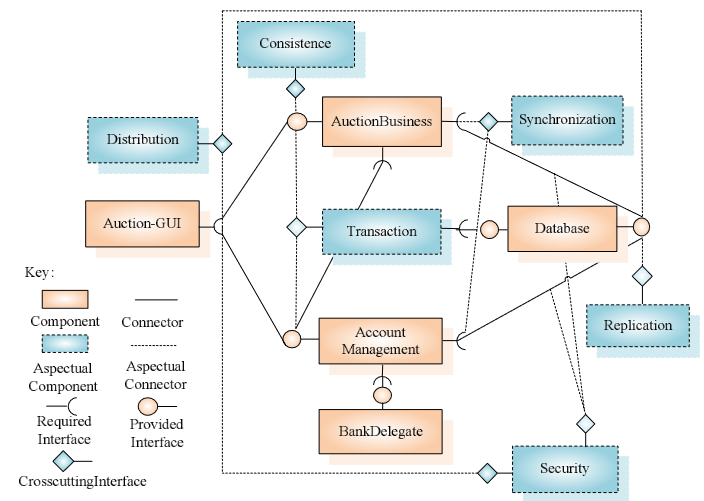 Consistence
AuctionBusiness
Synchronization
Distribution
Auction-GUI
Transaction
Database
Key:
Component
Connector
Aspectual
Component
Aspectual
Connector
Required
Interface
Provided
Interface
CrosscuttingInterface
Account
Management
Replication
BankDelegate
Security